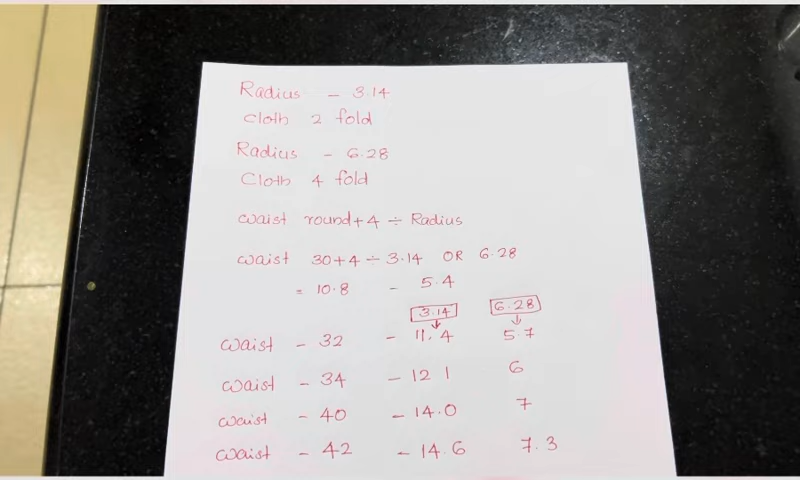 Radius - 3.14
Cloth 2 fold
Radius - 6.28
Cloth 4 fold
Waist round + 4 ÷ Radius
Waist 30 + 4 ÷ 3.14 OR 6.28
= 10.8 - 5.4
3.14 6.28
Waist - 32 - 11.4 5.7
Waist - 34 - 12 1 6
Waist - 40 - 14.0 7
Waist - 42 - 14.6 7.3